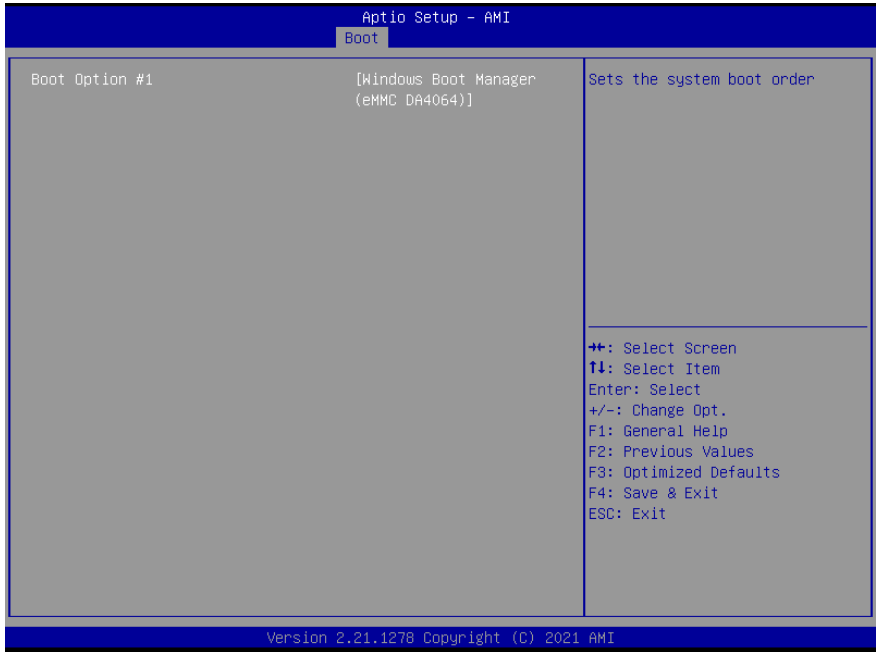 Aptio Setup – AMI
Boot
Boot Option #1 [Windows Boot Manager
(eMMC DA4064)]
Sets the system boot order
→←: Select Screen
↑↓: Select Item
Enter: Select
+/-: Change Opt.
F1: General Help
F2: Previous Values
F3: Optimized Defaults
F4: Save & Exit
ESC: Exit
Version 2.21.1278 Copyright (C) 2021 AMI